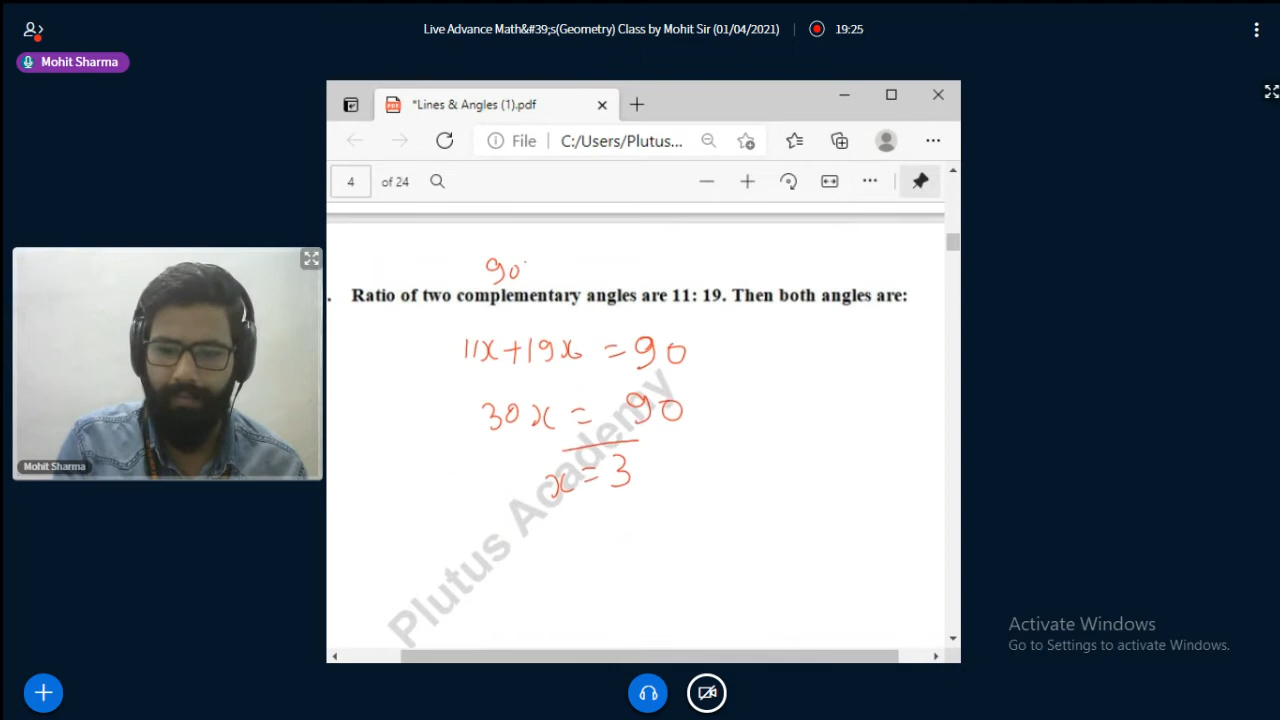 Live Advance Math&#39;s(Geometry) Class by Mohit Sir (01/04/2021)
19:25
Mohit Sharma
*Lines & Angles (1).pdf
File
C:/Users/Plutus...
4
of 24
90°
. Ratio of two complementary angles are 11: 19. Then both angles are:
11x+19x = 90
30x = 90
x = 3
Plutus Academy
Mohit Sharma
Activate Windows
Go to Settings to activate Windows.